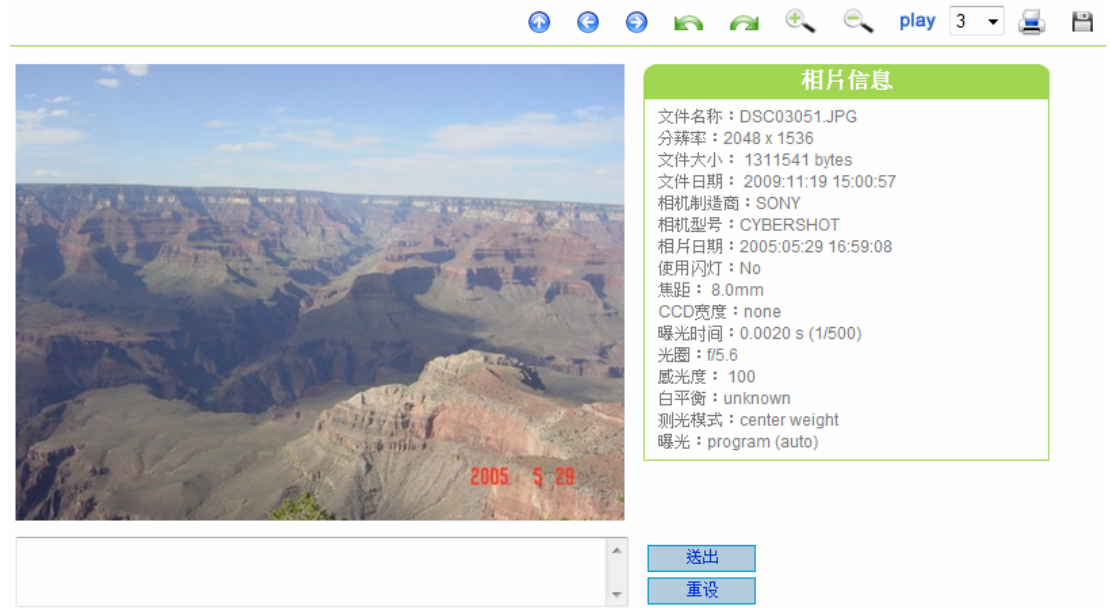 play 3
相片信息
文件名称：DSC03051.JPG
分辨率：2048 x 1536
文件大小： 1311541 bytes
文件日期： 2009:11:19 15:00:57
相机制造商：SONY
相机型号：CYBERSHOT
相片日期：2005:05:29 16:59:08
使用闪灯：No
焦距： 8.0mm
CCD宽度：none
曝光时间：0.0020 s (1/500)
光圈：f/5.6
感光度： 100
白平衡：unknown
测光模式：center weight
曝光：program (auto)
2005 5 29
送出
重设